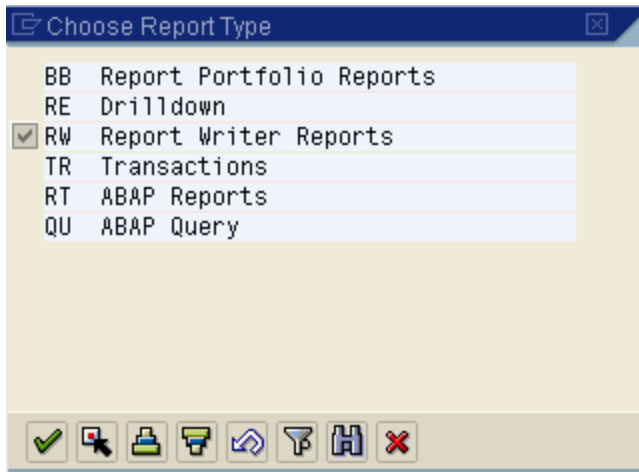 Choose Report Type
BB Report Portfolio Reports
RE Drilldown
RW Report Writer Reports
TR Transactions
RT ABAP Reports
QU ABAP Query